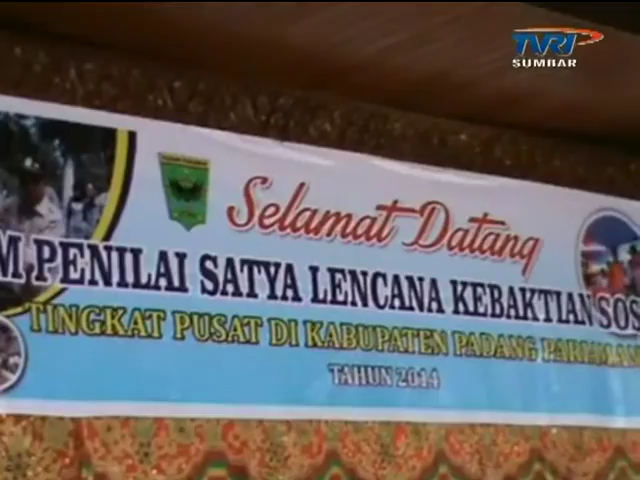 TVRI
SUMBAR
Selamat Datang
M PENILAI SATYA LENCANA KEBAKTIAN SOS
TINGKAT PUSAT DI KABUPATEN PADANG PARIAMAN
TAHUN 2014